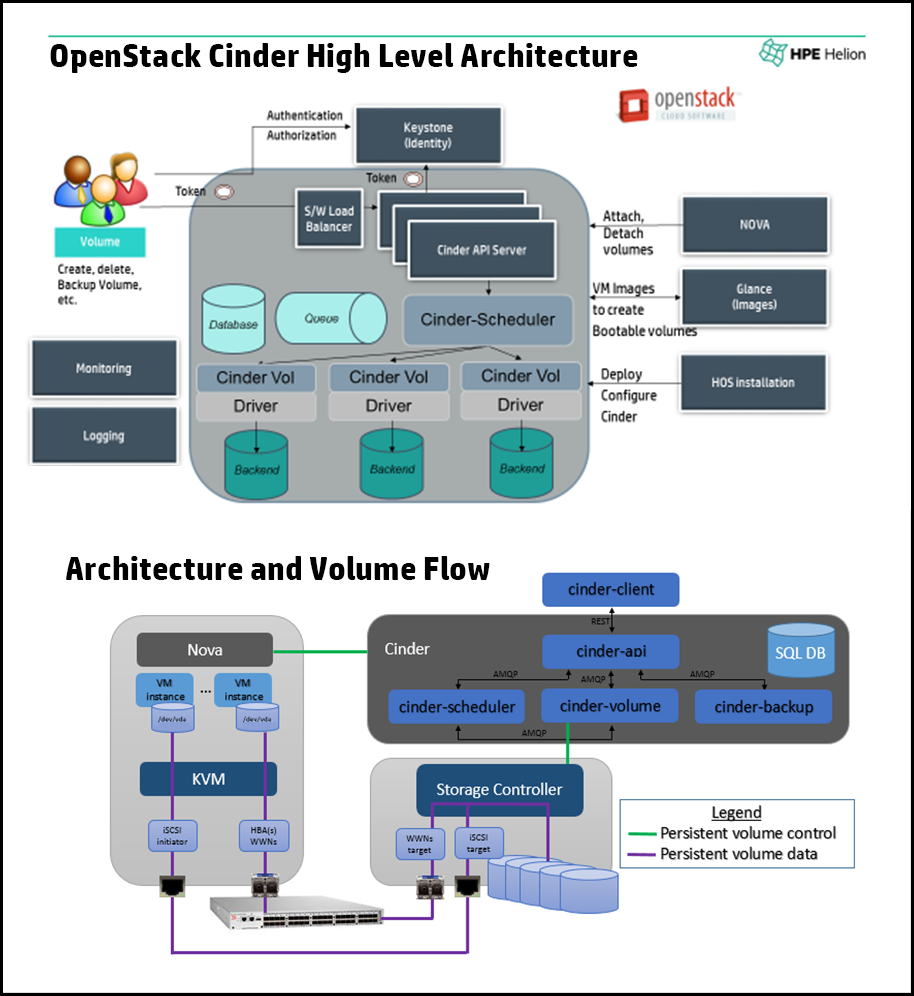 OpenStack Cinder High Level Architecture
HPE Helion
openstack
CLOUD SOFTWARE
Authentication
Authorization
Keystone
(Identity)
Token
Token
S/W Load
Balancer
Cinder API Server
Attach,
Detach
volumes
NOVA
Volume
Create, delete,
Backup Volume,
etc.
VM Images
to create
Bootable volumes
Glance
(Images)
Database
Queue
Cinder-Scheduler
Monitoring
Logging
Cinder Vol
Driver
Backend
Cinder Vol
Driver
Backend
Cinder Vol
Driver
Backend
Deploy
Configure
Cinder
HOS installation
Architecture and Volume Flow
cinder-client
REST
Nova
Cinder
cinder-api
SQL DB
VM
instance
...
VM
instance
/dev/vda
/dev/vda
AMQP
AMQP
AMQP
cinder-scheduler
cinder-volume
cinder-backup
AMQP
KVM
Storage Controller
iSCSI
initiator
HBA(s)
WWNs
WWNs
target
iSCSI
target
Legend
Persistent volume control
Persistent volume data